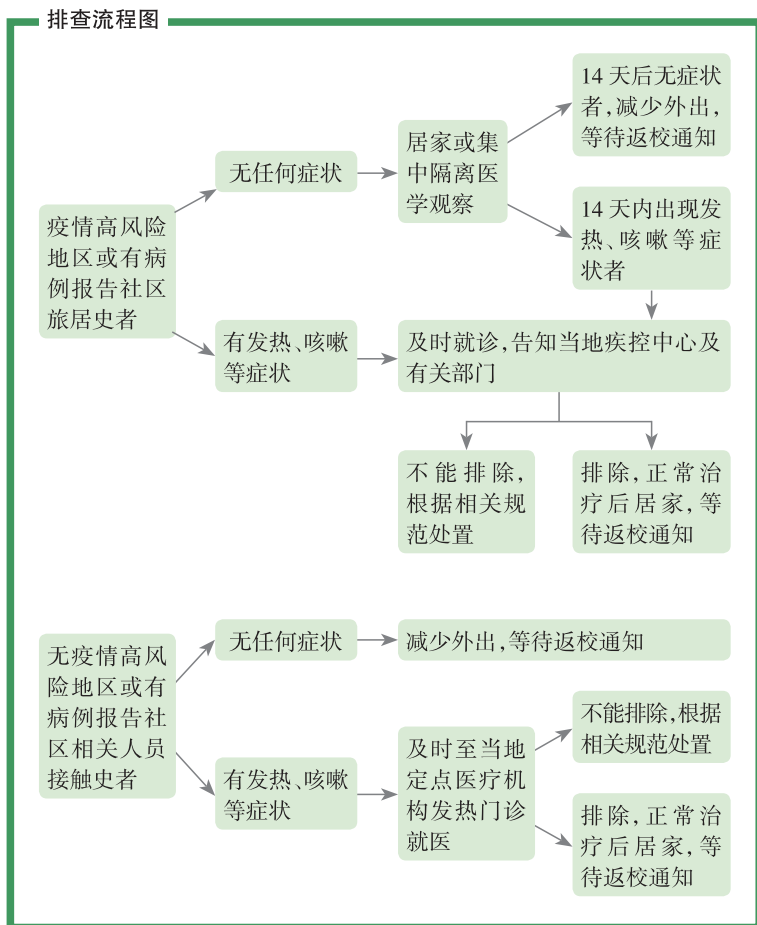 排查流程图
疫情高风险
地区或有病
例报告社区
旅居史者
无任何症状
居家或集
中隔离医
学观察
14 天后无症状
者,减少外出,
等待返校通知
14 天内出现发
热、咳嗽等症
状者
有发热、咳嗽
等症状
及时就诊,告知当地疾控中心及
有关部门
不能排除,
根据相关规
范处置
排除,正常治
疗后居家,等
待返校通知
无疫情高风
险地区或有
病例报告社
区相关人员
接触史者
无任何症状
减少外出,等待返校通知
有发热、咳嗽
等症状
及时至当地
定点医疗机
构发热门诊
就医
不能排除,根据
相关规范处置
排除,正常治
疗后居家,等
待返校通知